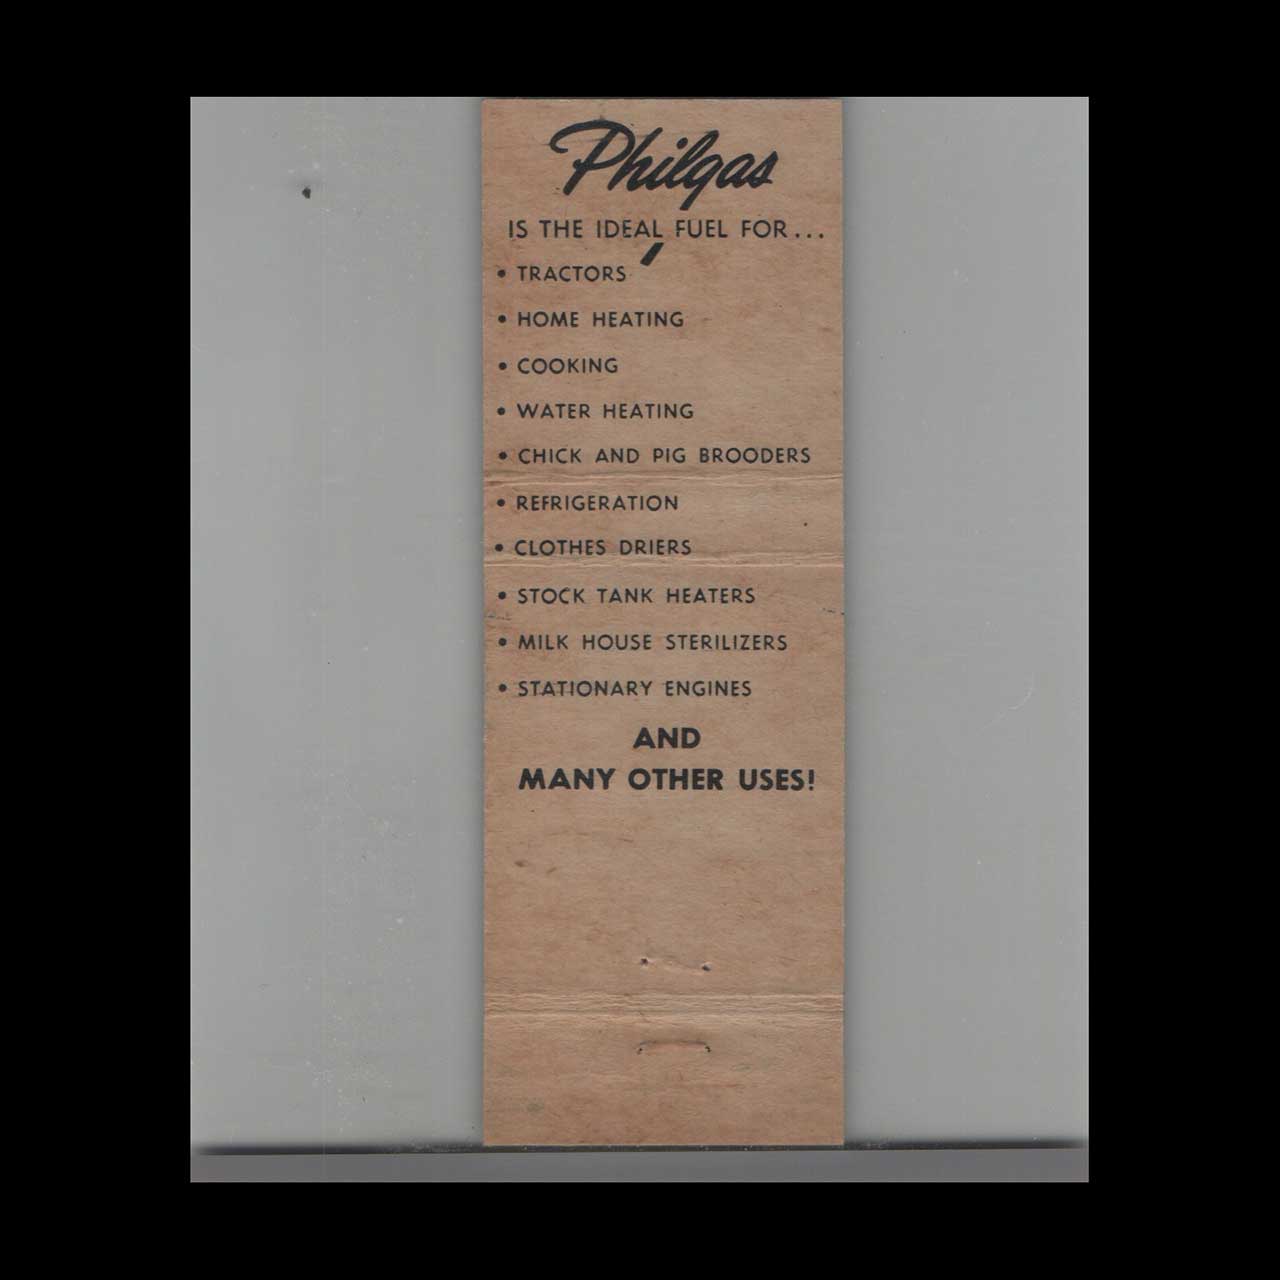 Philgas
IS THE IDEAL FUEL FOR...
• TRACTORS
• HOME HEATING
• COOKING
• WATER HEATING
• CHICK AND PIG BROODERS
• REFRIGERATION
• CLOTHES DRIERS
• STOCK TANK HEATERS
• MILK HOUSE STERILIZERS
• STATIONARY ENGINES
AND
MANY OTHER USES!